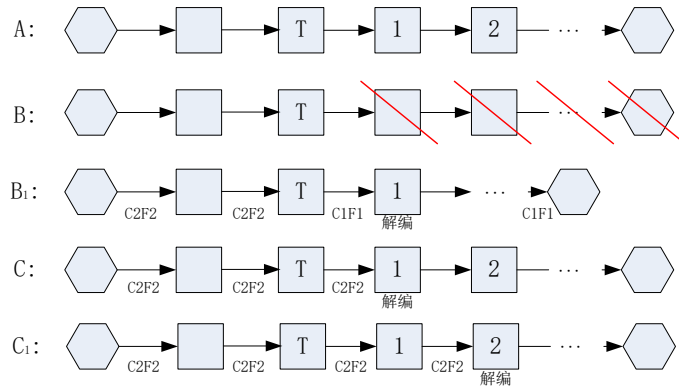 A: T 1 2 ···
B: T ···
B₁: T 1 ···
C2F2 C2F2 C1F1 C1F1
解编
C: T 1 2 ···
C2F2 C2F2 C2F2
解编
C₁: T 1 2 ···
C2F2 C2F2 C2F2 C2F2
解编